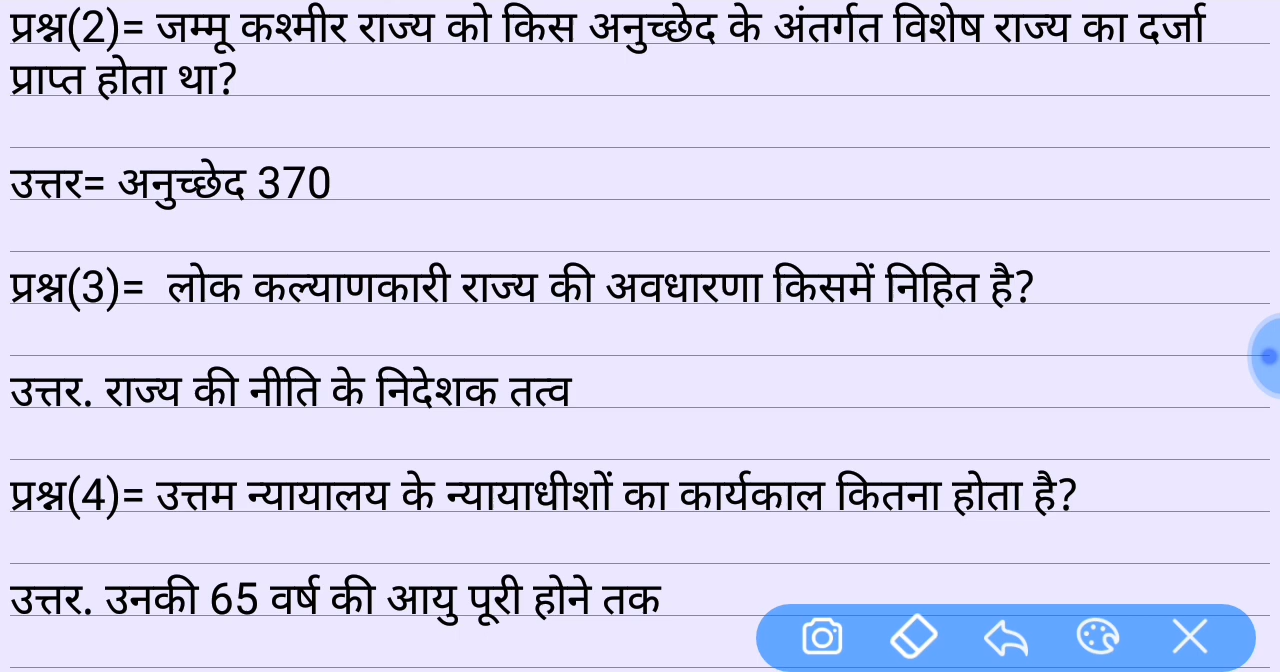 प्रश्न(2)= जम्मू कश्मीर राज्य को किस अनुच्छेद के अंतर्गत विशेष राज्य का दर्जा
प्राप्त होता था?
उत्तर= अनुच्छेद 370
प्रश्न(3)= लोक कल्याणकारी राज्य की अवधारणा किसमें निहित है?
उत्तर. राज्य की नीति के निदेशक तत्व
प्रश्न(4)= उत्तम न्यायालय के न्यायाधीशों का कार्यकाल कितना होता है?
उत्तर. उनकी 65 वर्ष की आयु पूरी होने तक